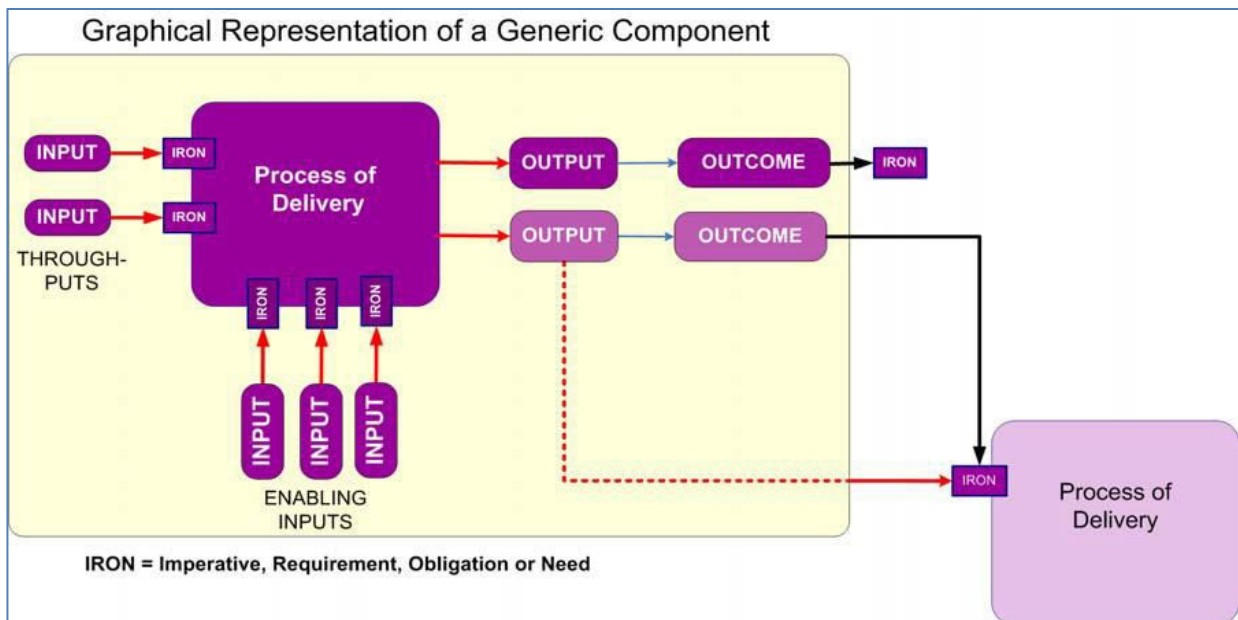 Graphical Representation of a Generic Component
INPUT
IRON
INPUT
IRON
THROUGH-
PUTS
Process of
Delivery
IRON
IRON
IRON
INPUT
INPUT
INPUT
ENABLING
INPUTS
OUTPUT
OUTCOME
IRON
OUTPUT
OUTCOME
IRON
Process of
Delivery
IRON = Imperative, Requirement, Obligation or Need